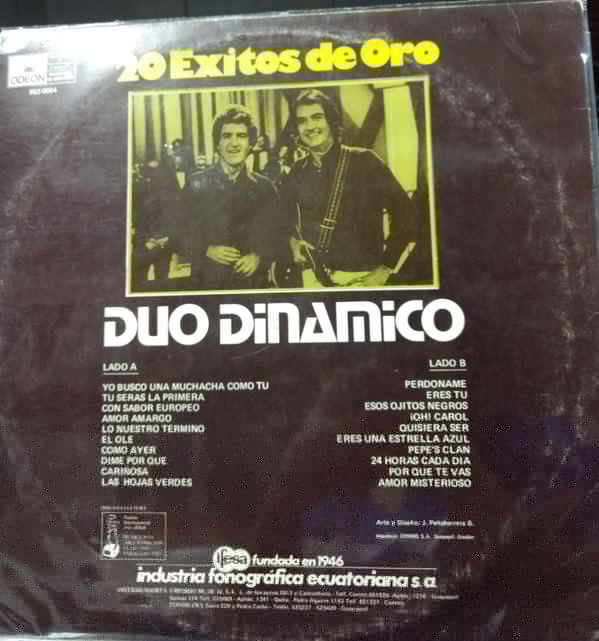 20 Exitos de Oro
ODEON
DUO DINAMICO
LADO A
YO BUSCO UNA MUCHACHA COMO TU
TU SERAS LA PRIMERA
CON SABOR EUROPEO
AMOR AMARGO
LO NUESTRO TERMINO
EL OLE
COMO AYER
DIME POR QUE
CARIÑOSA
LAS HOJAS VERDES
LADO B
PERDONAME
ERES TU
ESOS OJITOS NEGROS
¡OH! CAROL
QUISIERA SER
ERES UNA ESTRELLA AZUL
PEPE'S CLAN
24 HORAS CADA DIA
POR QUE TE VAS
AMOR MISTERIOSO
Arte y Diseño: J. Peñaherrera B.
fundada en 1946
industria fonográfica ecuatoriana s.a.